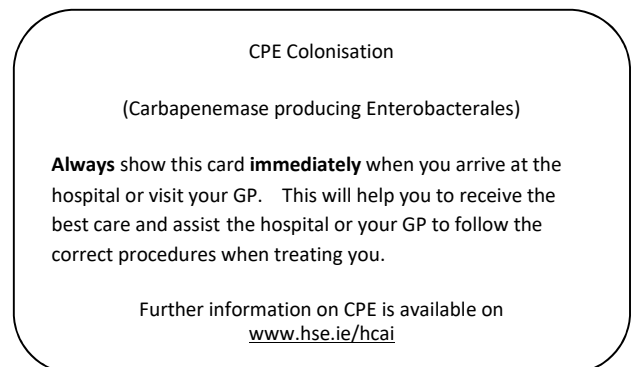 CPE Colonisation
(Carbapenemase producing Enterobacterales)
Always show this card immediately when you arrive at the
hospital or visit your GP. This will help you to receive the
best care and assist the hospital or your GP to follow the
correct procedures when treating you.
Further information on CPE is available on
www.hse.ie/hcai